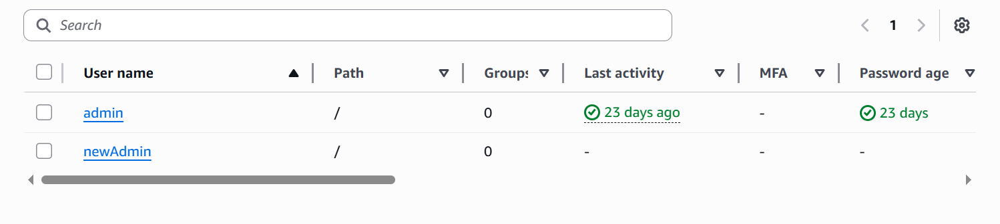 Search
1
User name Path Groups Last activity MFA Password age
admin / 0 23 days ago - 23 days
newAdmin / 0 - - -